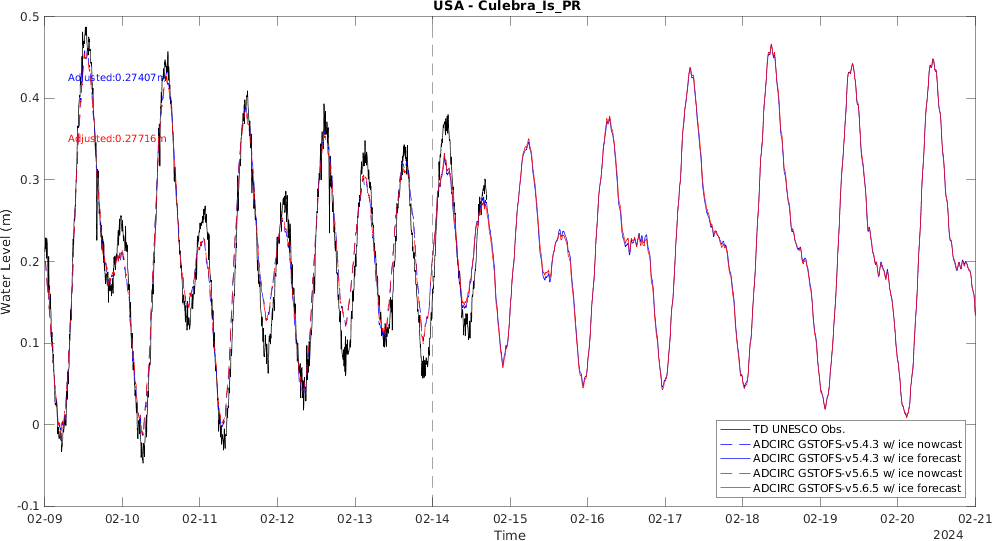 USA - Culebra_Is_PR
0.5
0.4
0.3
0.2
0.1
0
-0.1
Water Level (m)
Adjusted:0.27407m
Adjusted:0.27716m
TD UNESCO Obs.
ADCIRC GSTOFS-v5.4.3 w/ ice nowcast
ADCIRC GSTOFS-v5.4.3 w/ ice forecast
ADCIRC GSTOFS-v5.6.5 w/ ice nowcast
ADCIRC GSTOFS-v5.6.5 w/ ice forecast
02-09 02-10 02-11 02-12 02-13 02-14 02-15 02-16 02-17 02-18 02-19 02-20 02-21
Time
2024